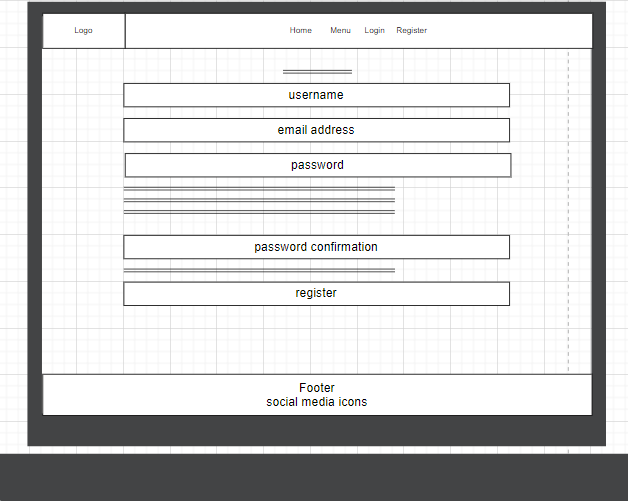 Logo
Home Menu Login Register
username
email address
password
password confirmation
register
Footer
social media icons